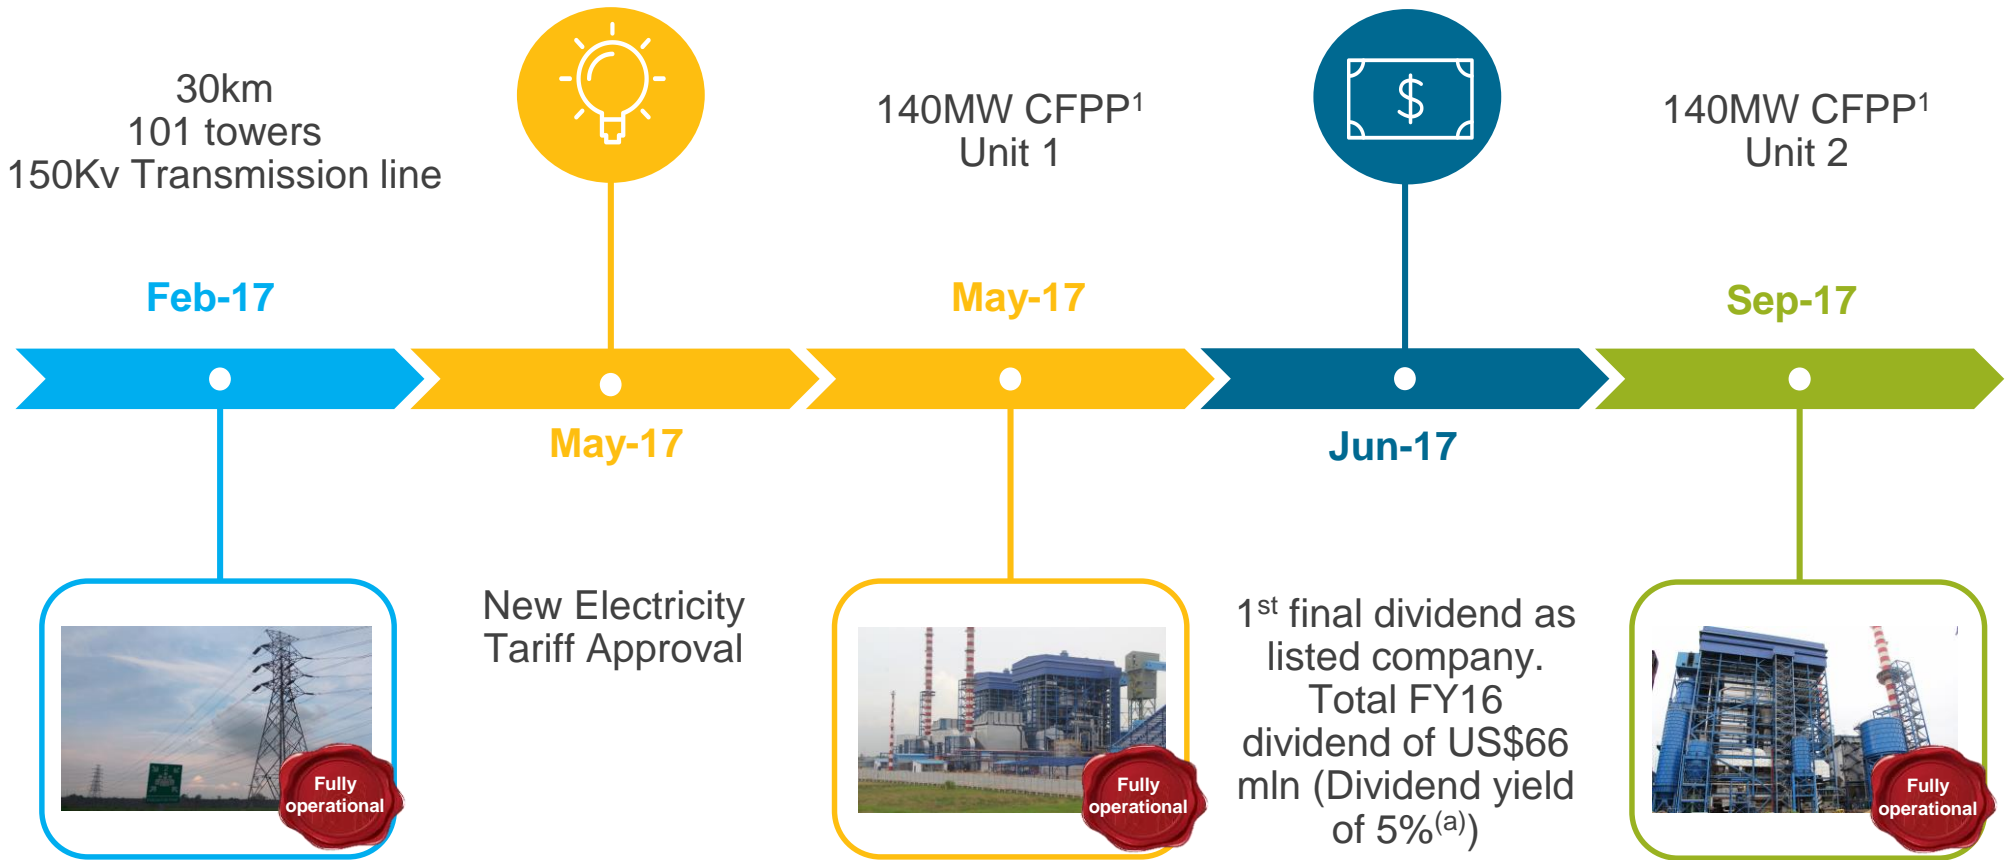 30km
101 towers
150Kv Transmission line
Feb-17
Fully
operational
May-17
New Electricity
Tariff Approval
140MW CFPP¹
Unit 1
May-17
Fully
operational
$
Jun-17
1ˢᵗ final dividend as
listed company.
Total FY16
dividend of US$66
mln (Dividend yield
of 5%⁽ᵃ⁾)
140MW CFPP¹
Unit 2
Sep-17
Fully
operational